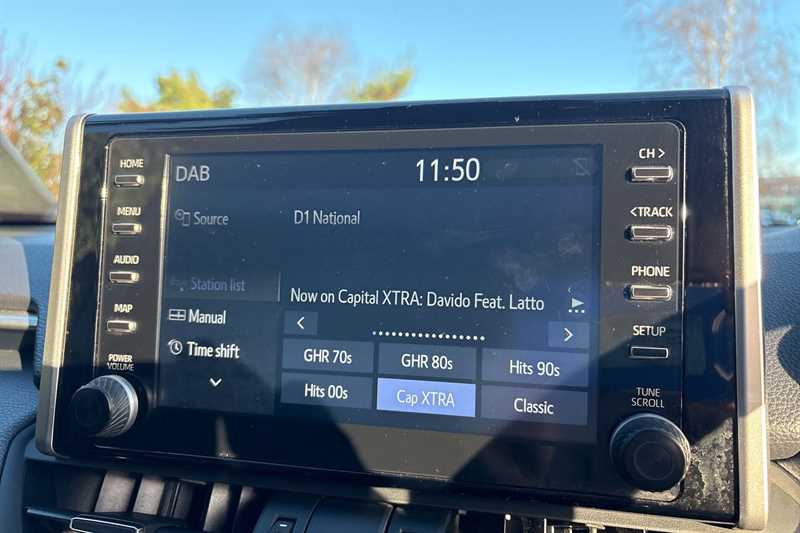 HOME
MENU
AUDIO
MAP
POWER
VOLUME
DAB
11:50
Source
D1 National
Station list
Now on Capital XTRA: Davido Feat. Latto
Manual
Time shift
GHR 70s
GHR 80s
Hits 90s
Hits 00s
Cap XTRA
Classic
CH >
< TRACK
PHONE
SETUP
TUNE
SCROLL